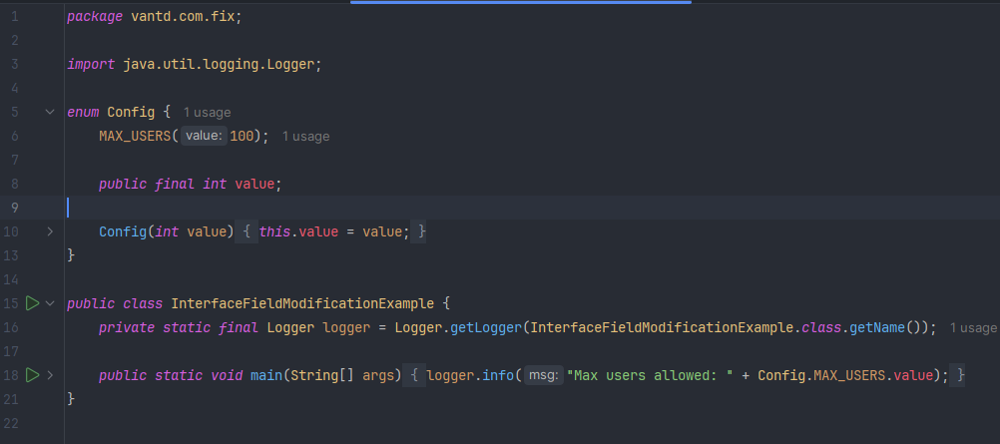 1 package vantd.com.fix;
2
3 import java.util.logging.Logger;
4
5 enum Config { 1 usage
6 MAX_USERS( value: 100); 1 usage
7
8 public final int value;
9
10 Config(int value) { this.value = value; }
13 }
14
15 public class InterfaceFieldModificationExample {
16 private static final Logger logger = Logger.getLogger(InterfaceFieldModificationExample.class.getName()); 1 usage
17
18 public static void main(String[] args) { logger.info( msg: "Max users allowed: " + Config.MAX_USERS.value); }
21 }
22